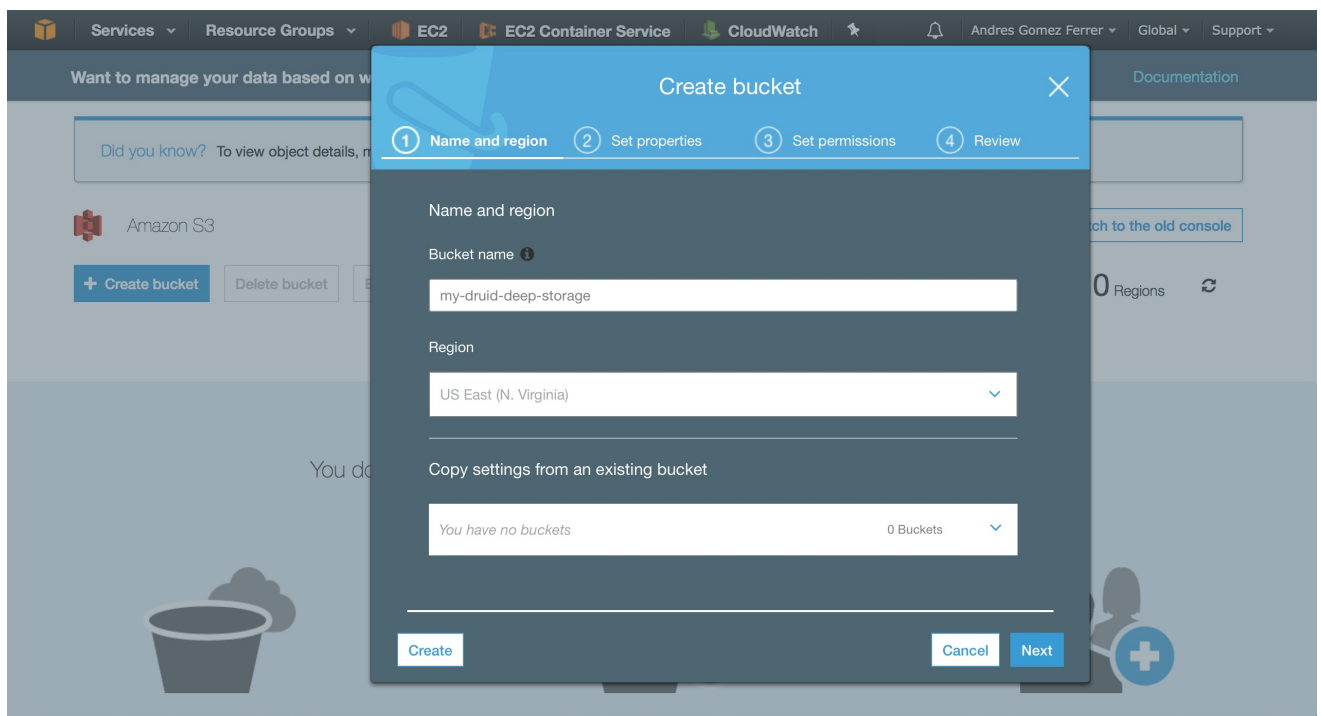 Services Resource Groups EC2 EC2 Container Service CloudWatch Andres Gomez Ferrer Global Support
Want to manage your data based on w
Documentation
Create bucket
1 Name and region 2 Set properties 3 Set permissions 4 Review
Did you know? To view object details, m
Amazon S3
tch to the old console
Name and region
Bucket name
+ Create bucket Delete bucket E
0 Regions
my-druid-deep-storage
Region
US East (N. Virginia)
You do
Copy settings from an existing bucket
You have no buckets 0 Buckets
Create Cancel Next